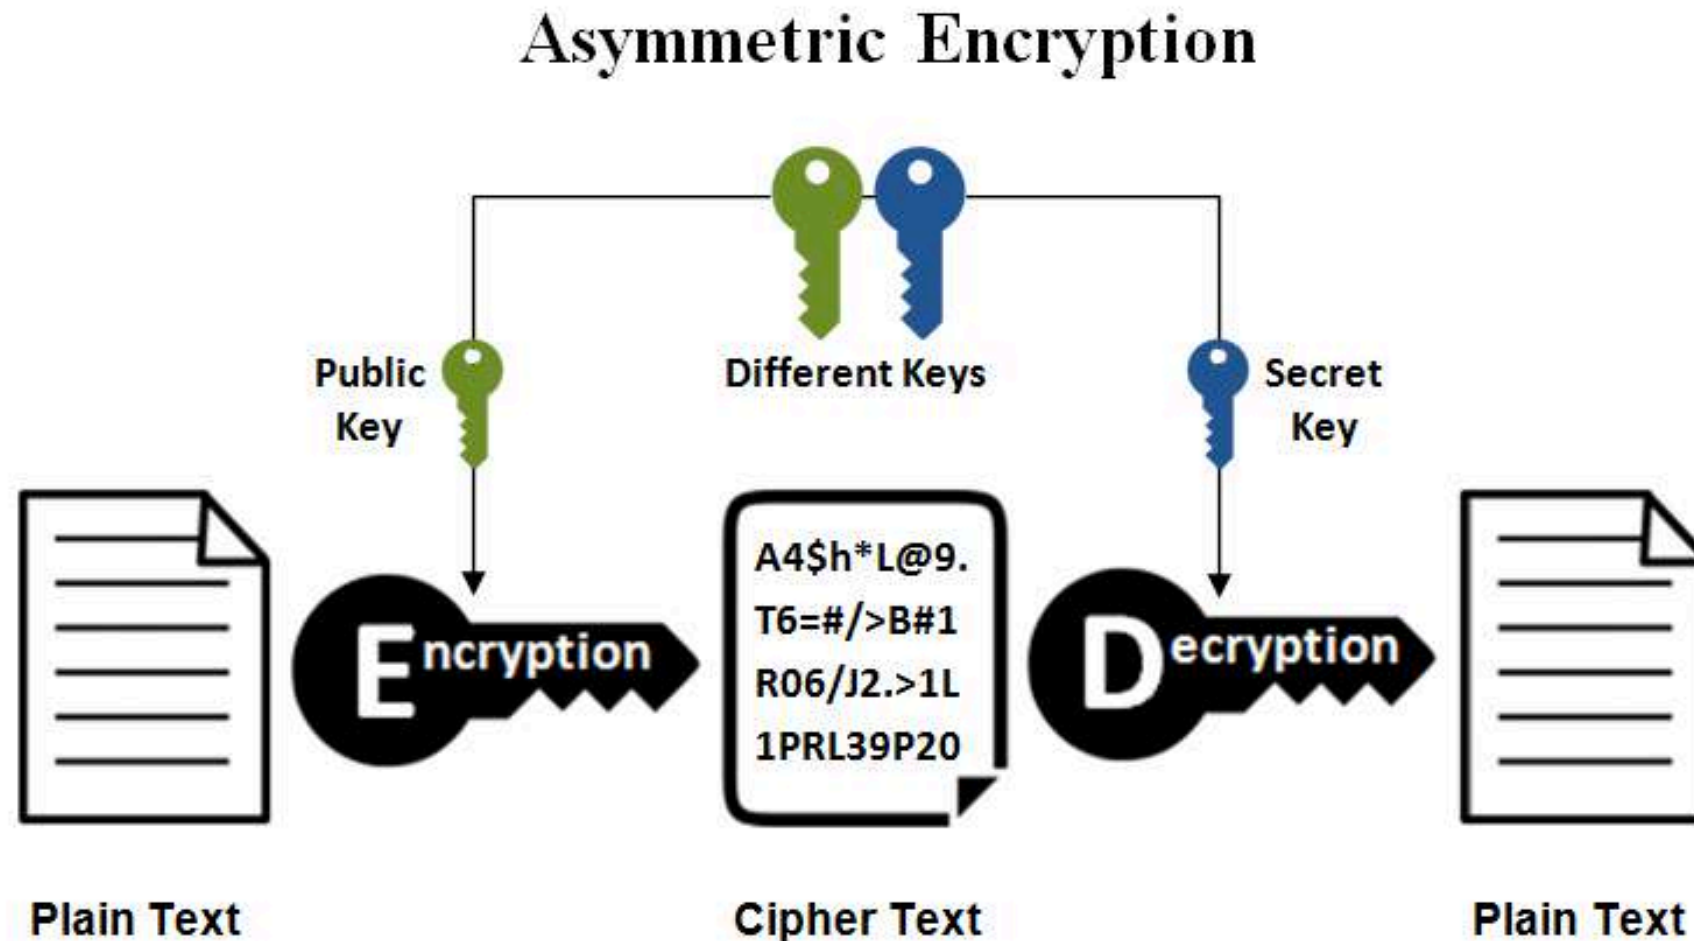 Asymmetric Encryption
Public
Key
Different Keys
Secret
Key
Encryption
A4$h*L@9.
T6=#/>B#1
R06/J2.>1L
1PRL39P20
Decryption
Plain Text
Cipher Text
Plain Text